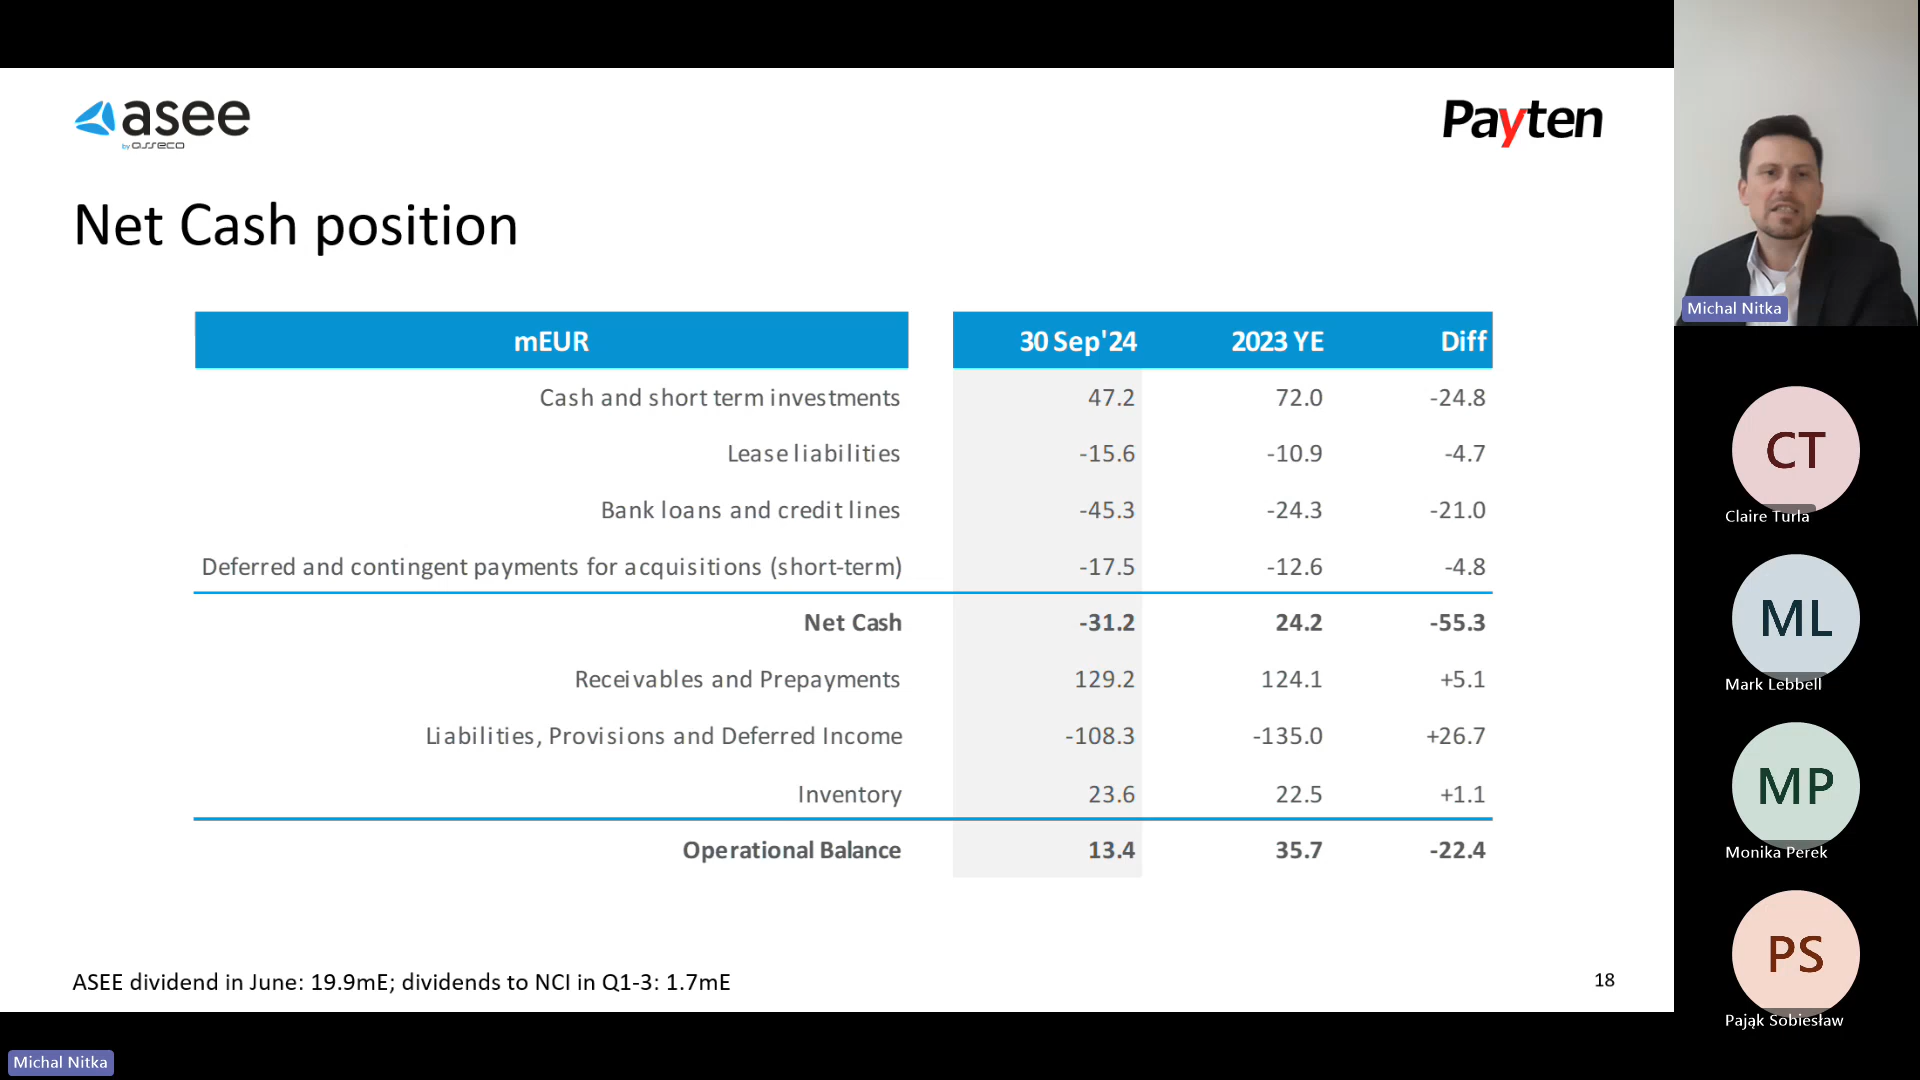 asee
by asseco
Payten
Net Cash position
mEUR 30 Sep'24 2023 YE Diff
Cash and short term investments 47.2 72.0 -24.8
Lease liabilities -15.6 -10.9 -4.7
Bank loans and credit lines -45.3 -24.3 -21.0
Deferred and contingent payments for acquisitions (short-term) -17.5 -12.6 -4.8
Net Cash -31.2 24.2 -55.3
Receivables and Prepayments 129.2 124.1 +5.1
Liabilities, Provisions and Deferred Income -108.3 -135.0 +26.7
Inventory 23.6 22.5 +1.1
Operational Balance 13.4 35.7 -22.4
ASEE dividend in June: 19.9mE; dividends to NCI in Q1-3: 1.7mE
18
Michal Nitka
CT
Claire Turla
ML
Mark Lebbell
MP
Monika Perek
PS
Pająk Sobiesław
Michal Nitka